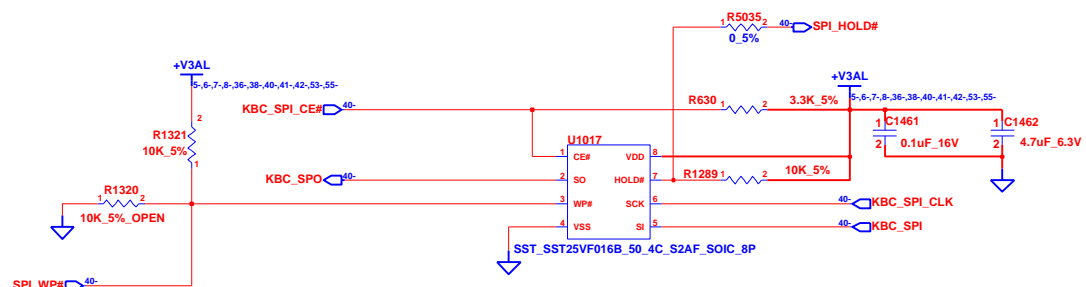 R5035
1 2 40- SPI_HOLD#
0_5%
+V3AL
5-,6-,7-,8-,36-,38-,40-,41-,42-,53-,55-
+V3AL
5-,6-,7-,8-,36-,38-,40-,41-,42-,53-,55-
KBC_SPI_CE# 40-
R630 1 2 3.3K_5%
2
R1321
10K_5%
1
1 C1461
2 0.1uF_16V
1 C1462
2 4.7uF_6.3V
U1017
1 CE# VDD 8
KBC_SPO 40- 2 SO HOLD# 7
R1289 1 2 10K_5%
R1320
1 2
10K_5%_OPEN
3 WP# SCK 6 40- KBC_SPI_CLK
4 VSS SI 5 40- KBC_SPI
SST_SST25VF016B_50_4C_S2AF_SOIC_8P
SPI_WP# 40-